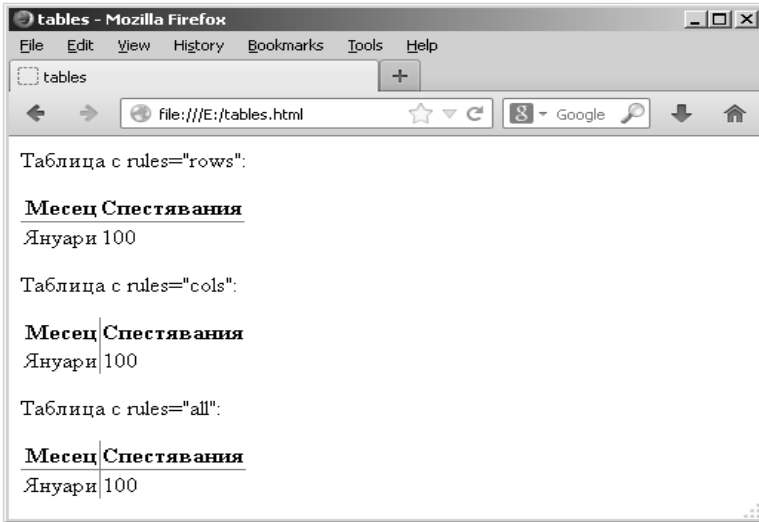 tables - Mozilla Firefox
File Edit View History Bookmarks Tools Help
tables
file:///E:/tables.html Google
Таблица с rules="rows":
Месец Спестявания
Януари 100
Таблица с rules="cols":
Месец Спестявания
Януари 100
Таблица с rules="all":
Месец Спестявания
Януари 100